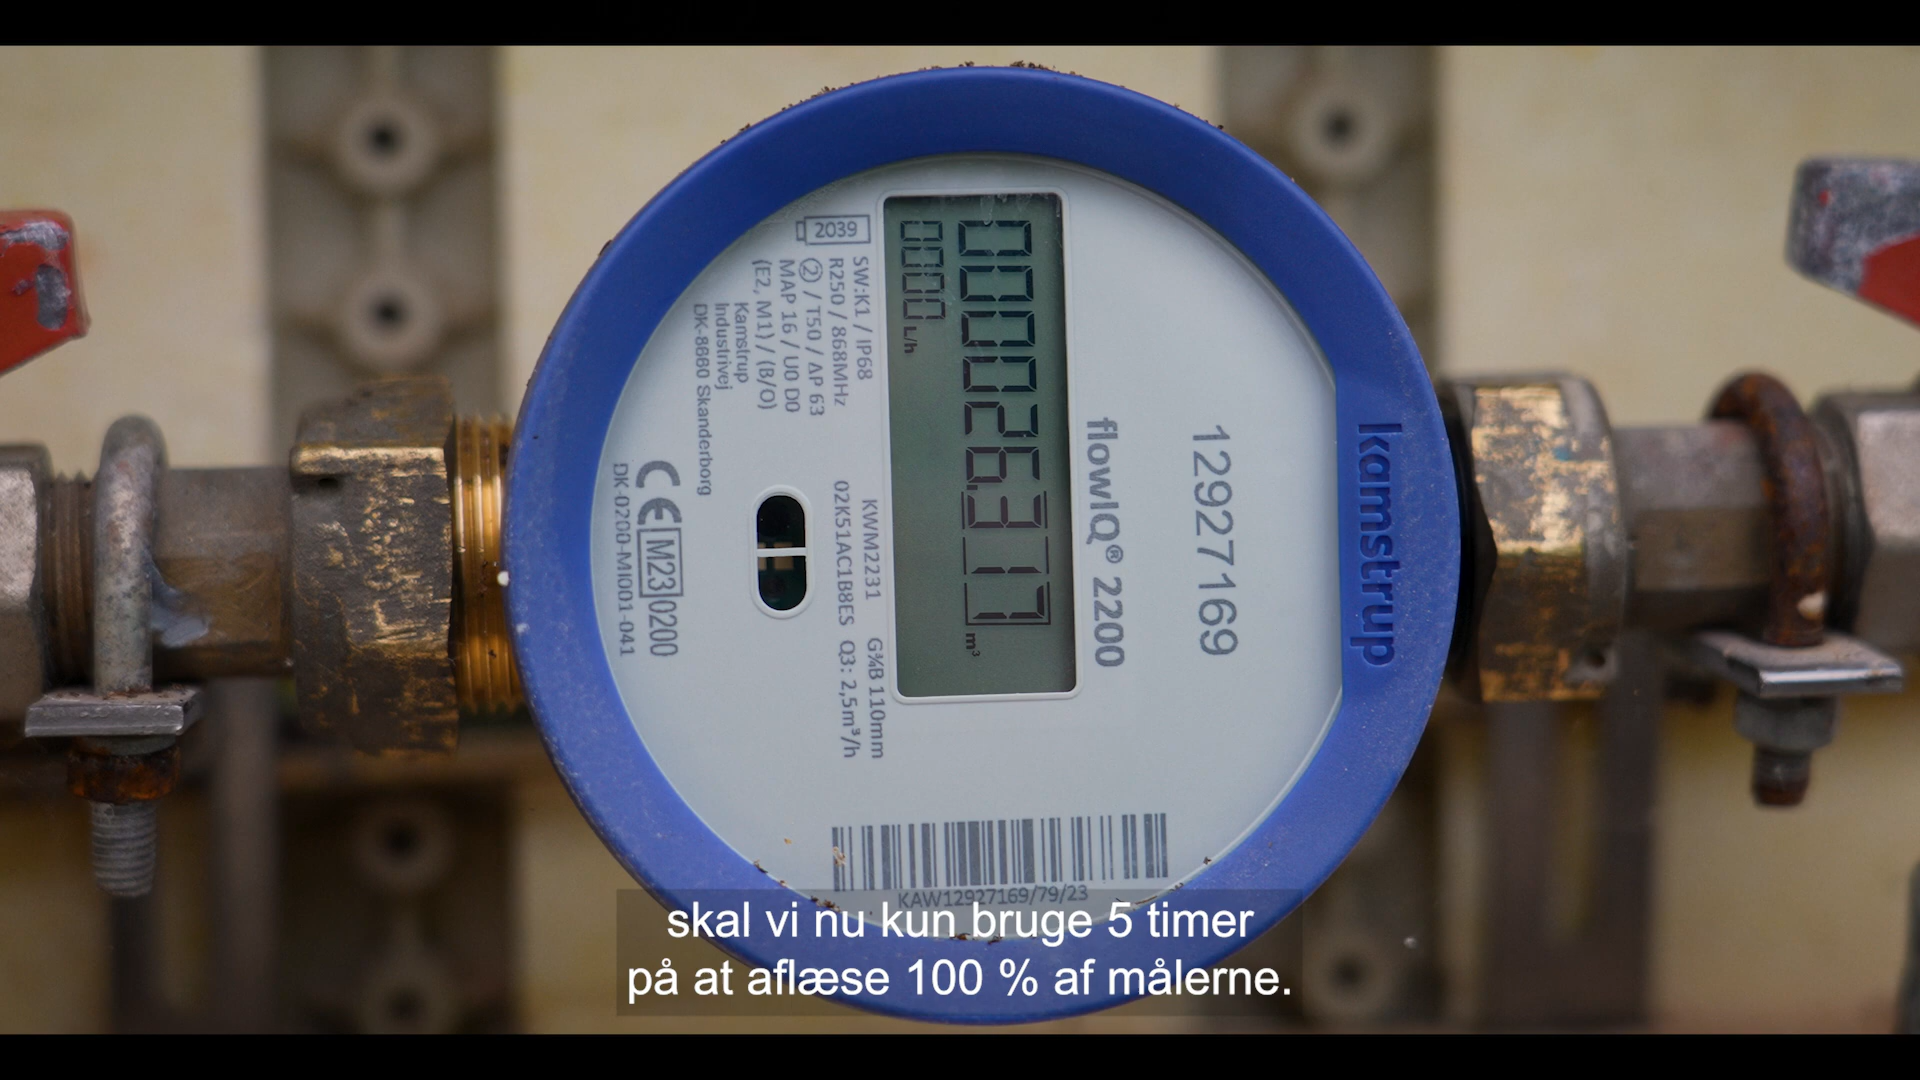 kamstrup
12927169
flowIQ® 2200
000028.317 m³
0000 L/h
2039
SW:K1 / IP68
R250 / 868MHz
② / T50 / ΔP 63
MAP 16 / U0 D0
(E2, M1) / (B/O)
Kamstrup
Industrivej
DK-8660 Skanderborg
KWM2231 G¾B 110mm
02K51AC1B8ES Q3: 2,5m³/h
CE M23 0200
DK-0200-MI001-041
KAW12927169/79/23
skal vi nu kun bruge 5 timer
på at aflæse 100 % af målerne.